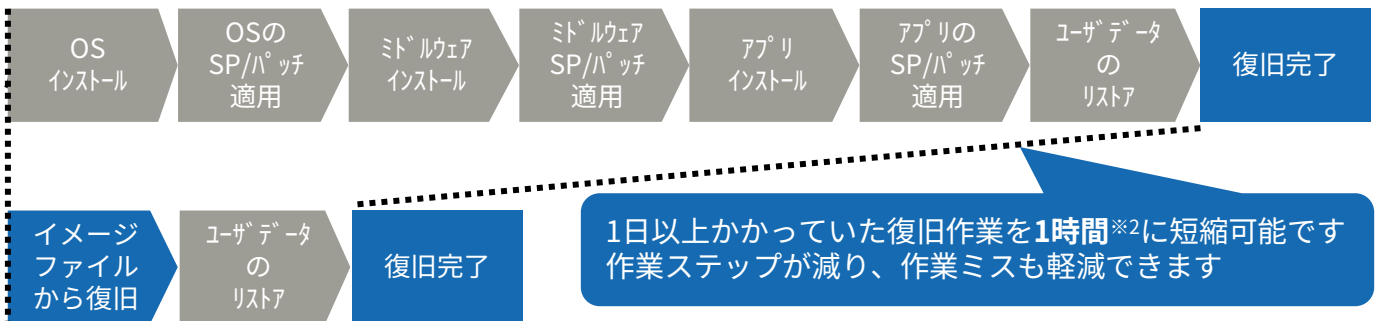 OS
ｲﾝｽﾄｰﾙ
OSの
SP/ﾊﾟｯﾁ
適用
ﾐﾄﾞﾙｳｪｱ
ｲﾝｽﾄｰﾙ
ﾐﾄﾞﾙｳｪｱ
SP/ﾊﾟｯﾁ
適用
ｱﾌﾟﾘ
ｲﾝｽﾄｰﾙ
ｱﾌﾟﾘの
SP/ﾊﾟｯﾁ
適用
ﾕｰｻﾞﾃﾞｰﾀ
の
ﾘｽﾄｱ
復旧完了
イメージ
ファイル
から復旧
ﾕｰｻﾞﾃﾞｰﾀ
の
ﾘｽﾄｱ
復旧完了
1日以上かかっていた復旧作業を1時間※2に短縮可能です
作業ステップが減り、作業ミスも軽減できます